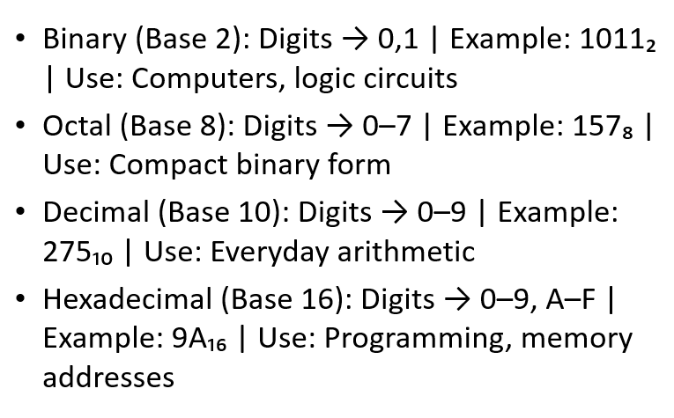 • Binary (Base 2): Digits → 0,1 | Example: 1011₂
| Use: Computers, logic circuits
• Octal (Base 8): Digits → 0–7 | Example: 157₈ |
Use: Compact binary form
• Decimal (Base 10): Digits → 0–9 | Example:
275₁₀ | Use: Everyday arithmetic
• Hexadecimal (Base 16): Digits → 0–9, A–F |
Example: 9A₁₆ | Use: Programming, memory
addresses